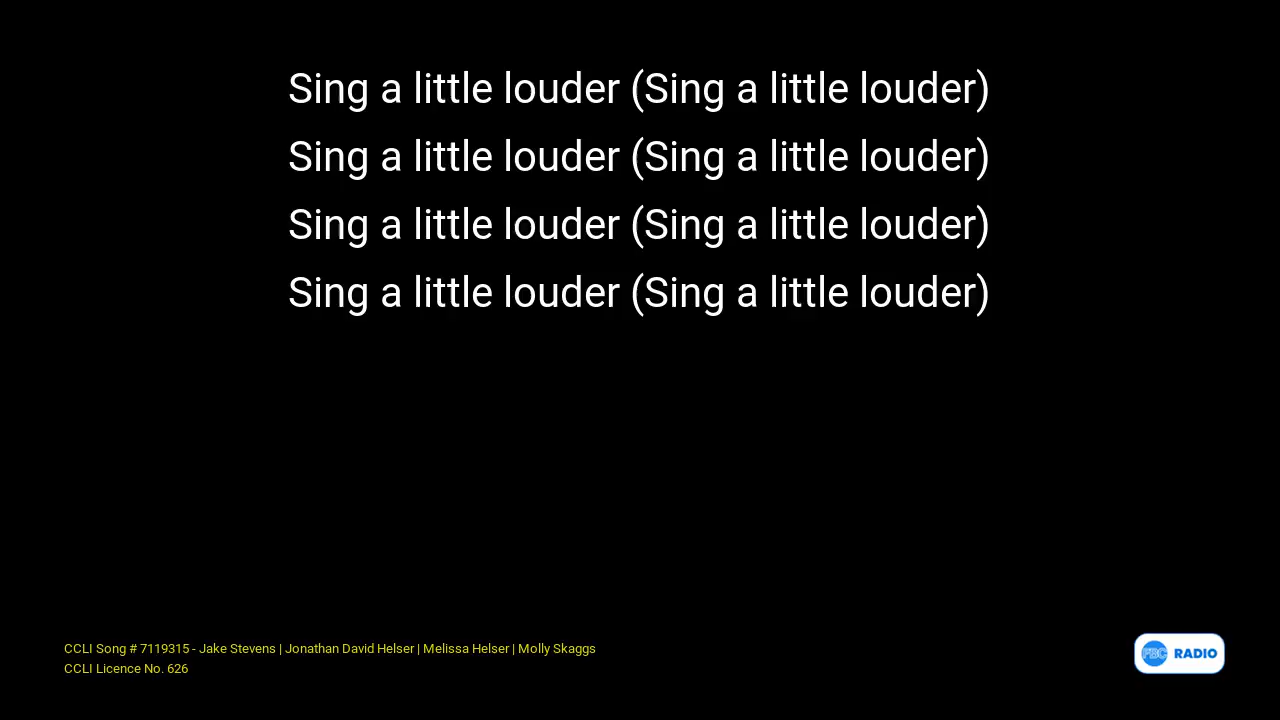 Sing a little louder (Sing a little louder)
Sing a little louder (Sing a little louder)
Sing a little louder (Sing a little louder)
Sing a little louder (Sing a little louder)
CCLI Song # 7119315 - Jake Stevens | Jonathan David Helser | Melissa Helser | Molly Skaggs
CCLI Licence No. 626
FBC RADIO